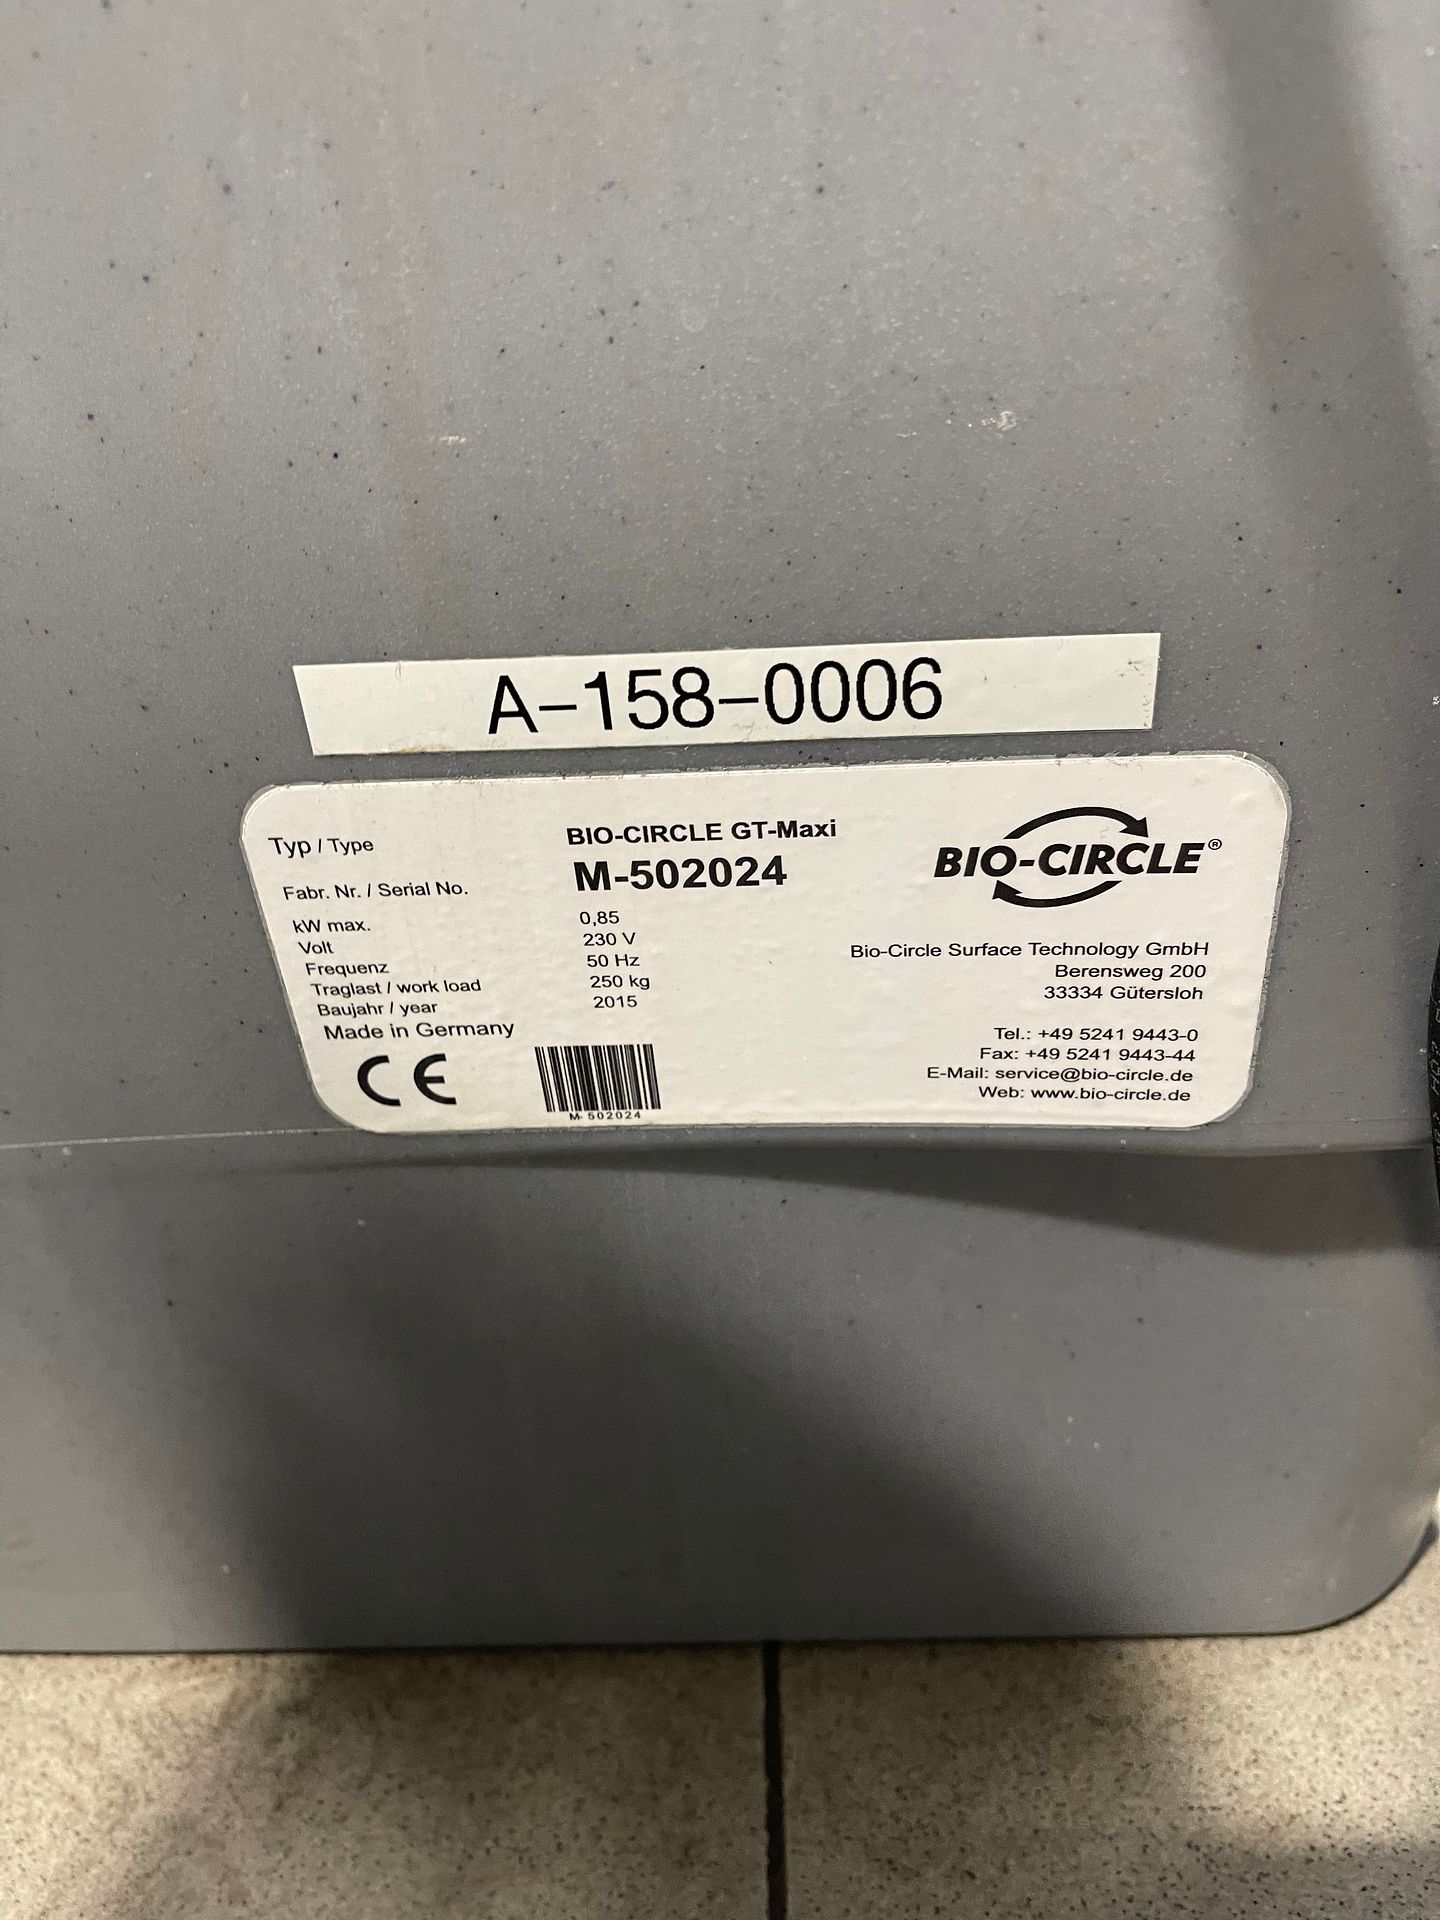 A-158-0006
Typ / Type BIO-CIRCLE GT-Maxi
Fabr. Nr. / Serial No. M-502024
kW max. 0,85
Volt 230 V
Frequenz 50 Hz
Traglast / work load 250 kg
Baujahr / year 2015
Made in Germany
CE
M-502024
BIO-CIRCLE®
Bio-Circle Surface Technology GmbH
Berensweg 200
33334 Gütersloh
Tel.: +49 5241 9443-0
Fax: +49 5241 9443-44
E-Mail: service@bio-circle.de
Web: www.bio-circle.de